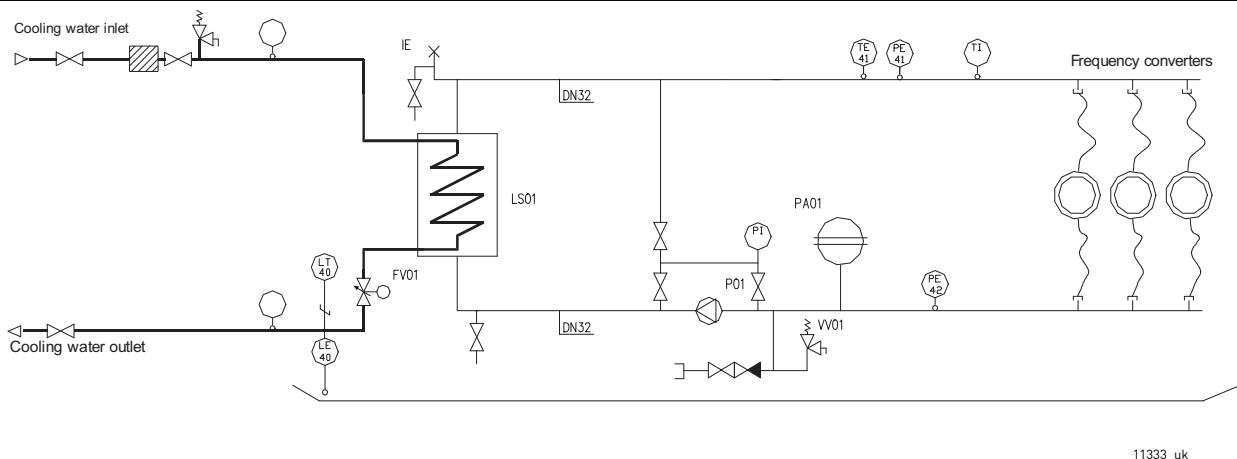 Cooling water inlet
IE
TE
41
PE
41
TI
Frequency converters
DN32
LS01
PA01
LT
40
FV01
PI
P01
PE
42
DN32
VV01
Cooling water outlet
LE
40
11333 uk